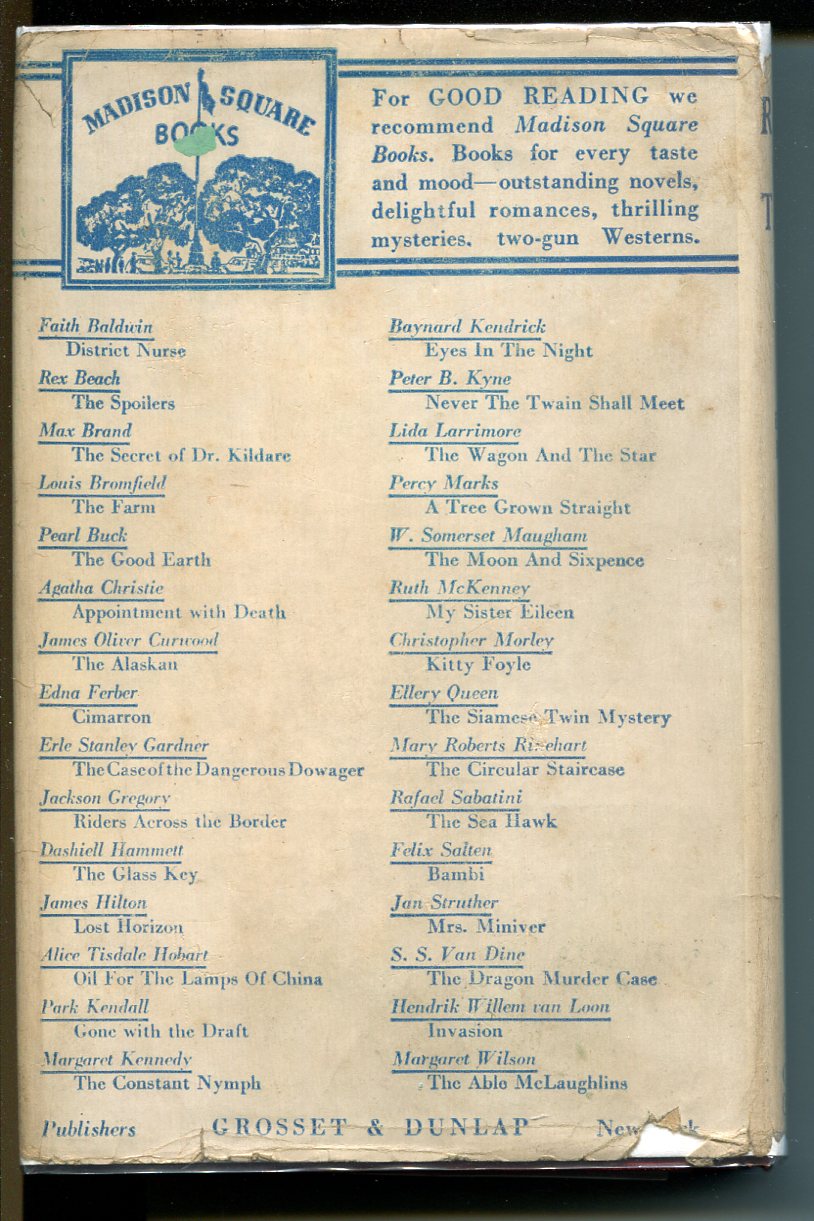 MADISON SQUARE
BOOKS
For GOOD READING we
recommend Madison Square
Books. Books for every taste
and mood—outstanding novels,
delightful romances, thrilling
mysteries. two-gun Westerns.
R
T
Faith Baldwin
District Nurse
Rex Beach
The Spoilers
Max Brand
The Secret of Dr. Kildare
Louis Bromfield
The Farm
Pearl Buck
The Good Earth
Agatha Christie
Appointment with Death
James Oliver Curwood
The Alaskan
Edna Ferber
Cimarron
Erle Stanley Gardner
The Case of the Dangerous Dowager
Jackson Gregory
Riders Across the Border
Dashiell Hammett
The Glass Key
James Hilton
Lost Horizon
Alice Tisdale Hobart
Oil For The Lamps Of China
Park Kendall
Gone with the Draft
Margaret Kennedy
The Constant Nymph
Baynard Kendrick
Eyes In The Night
Peter B. Kyne
Never The Twain Shall Meet
Lida Larrimore
The Wagon And The Star
Percy Marks
A Tree Grown Straight
W. Somerset Maugham
The Moon And Sixpence
Ruth McKenney
My Sister Eileen
Christopher Morley
Kitty Foyle
Ellery Queen
The Siamese Twin Mystery
Mary Roberts Rinehart
The Circular Staircase
Rafael Sabatini
The Sea Hawk
Felix Salten
Bambi
Jan Struther
Mrs. Miniver
S. S. Van Dine
The Dragon Murder Case
Hendrik Willem van Loon
Invasion
Margaret Wilson
The Able McLaughlins
Publishers GROSSET & DUNLAP New